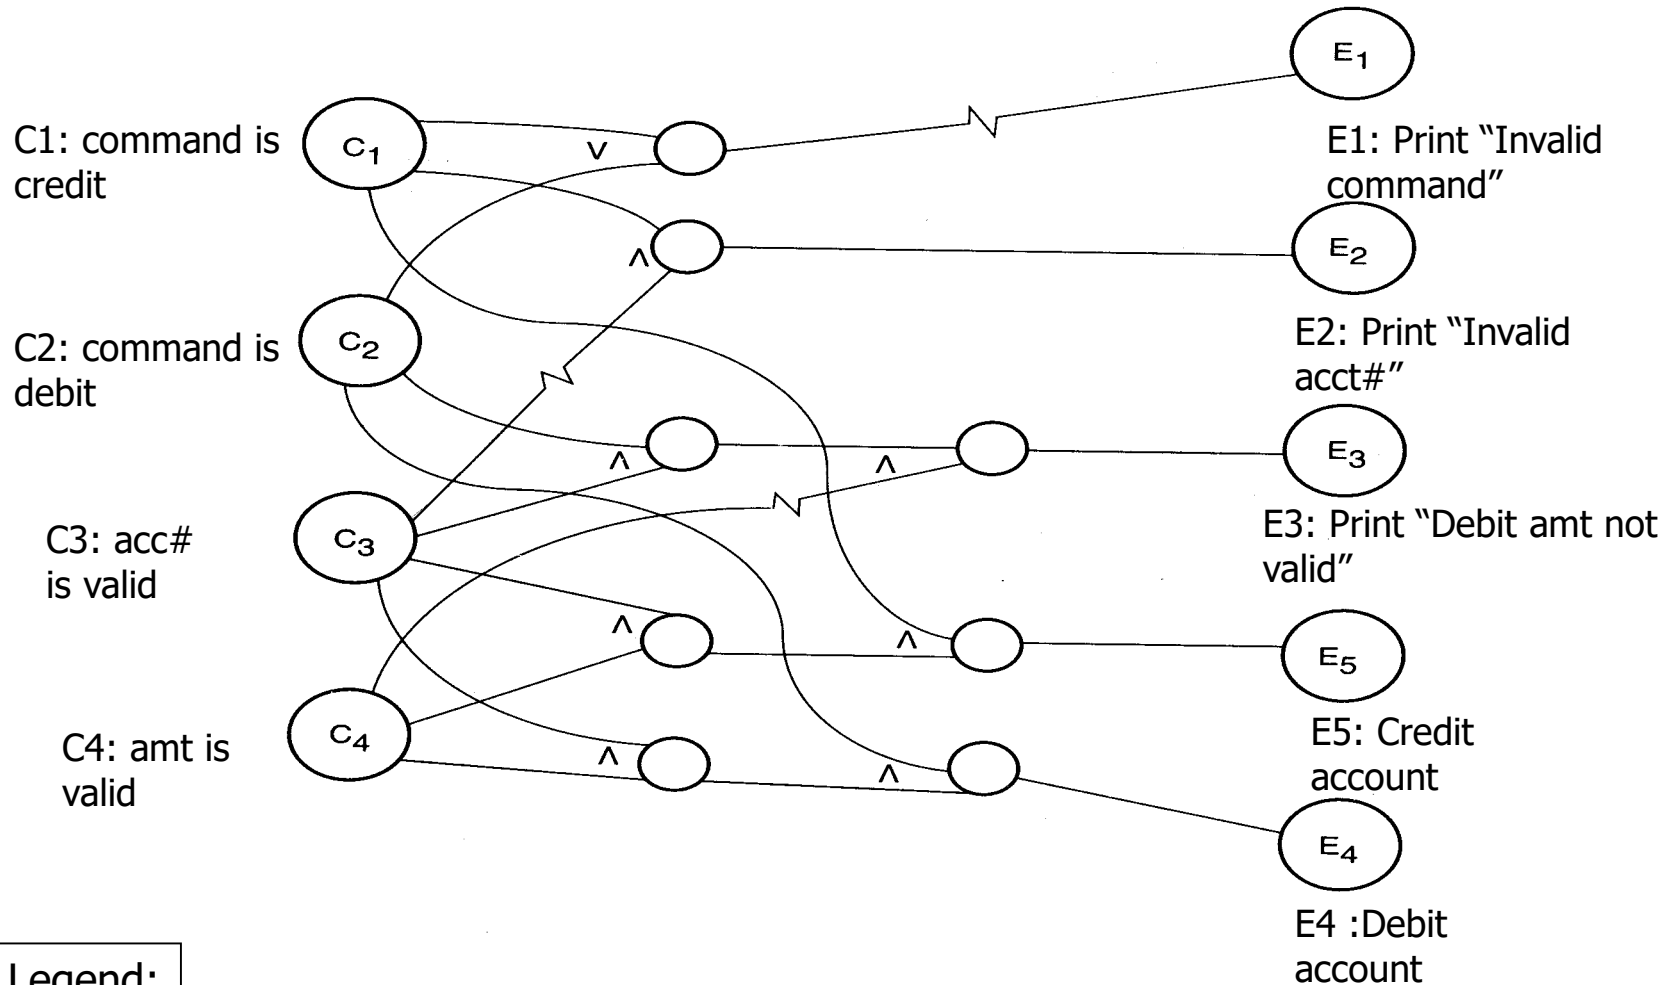 E1
C1: command is
credit
C1
v
E1: Print “Invalid
command”
^
E2
C2: command is
debit
C2
E2: Print “Invalid
acct#”
^
^
E3
C3: acc#
is valid
C3
E3: Print “Debit amt not
valid”
^
^
E5
C4: amt is
valid
C4
E5: Credit
account
^
^
E4
E4 :Debit
account
Legend: